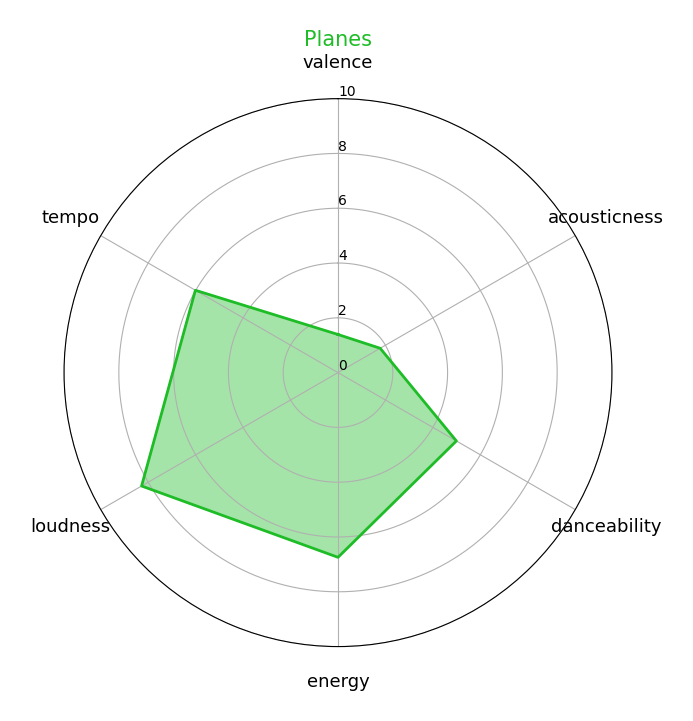 Planes
valence
10
8
tempo
acousticness
6
4
2
0
loudness
danceability
energy